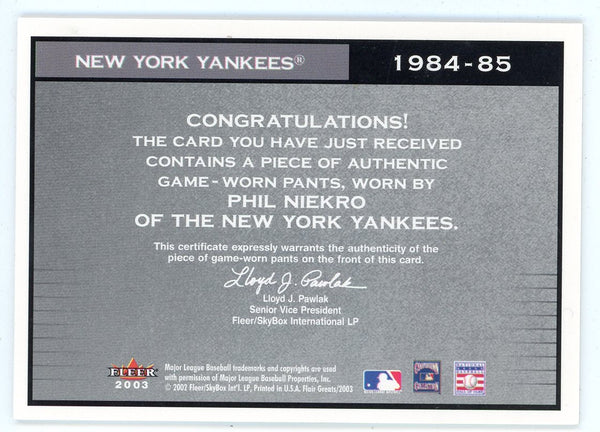 NEW YORK YANKEES®
1984-85
CONGRATULATIONS!
THE CARD YOU HAVE JUST RECEIVED
CONTAINS A PIECE OF AUTHENTIC
GAME-WORN PANTS, WORN BY
PHIL NIEKRO
OF THE NEW YORK YANKEES.
This certificate expressly warrants the authenticity of the
piece of game-worn pants on the front of this card.
Lloyd J. Pawlak
Lloyd J. Pawlak
Senior Vice President
Fleer/SkyBox International LP
FLEER
2003
Major League Baseball trademarks and copyrights are used
with permission of Major League Baseball Properties, Inc.
© 2002 Fleer/SkyBox Int'l. LP, Printed in U.S.A. Flair Greats/2003